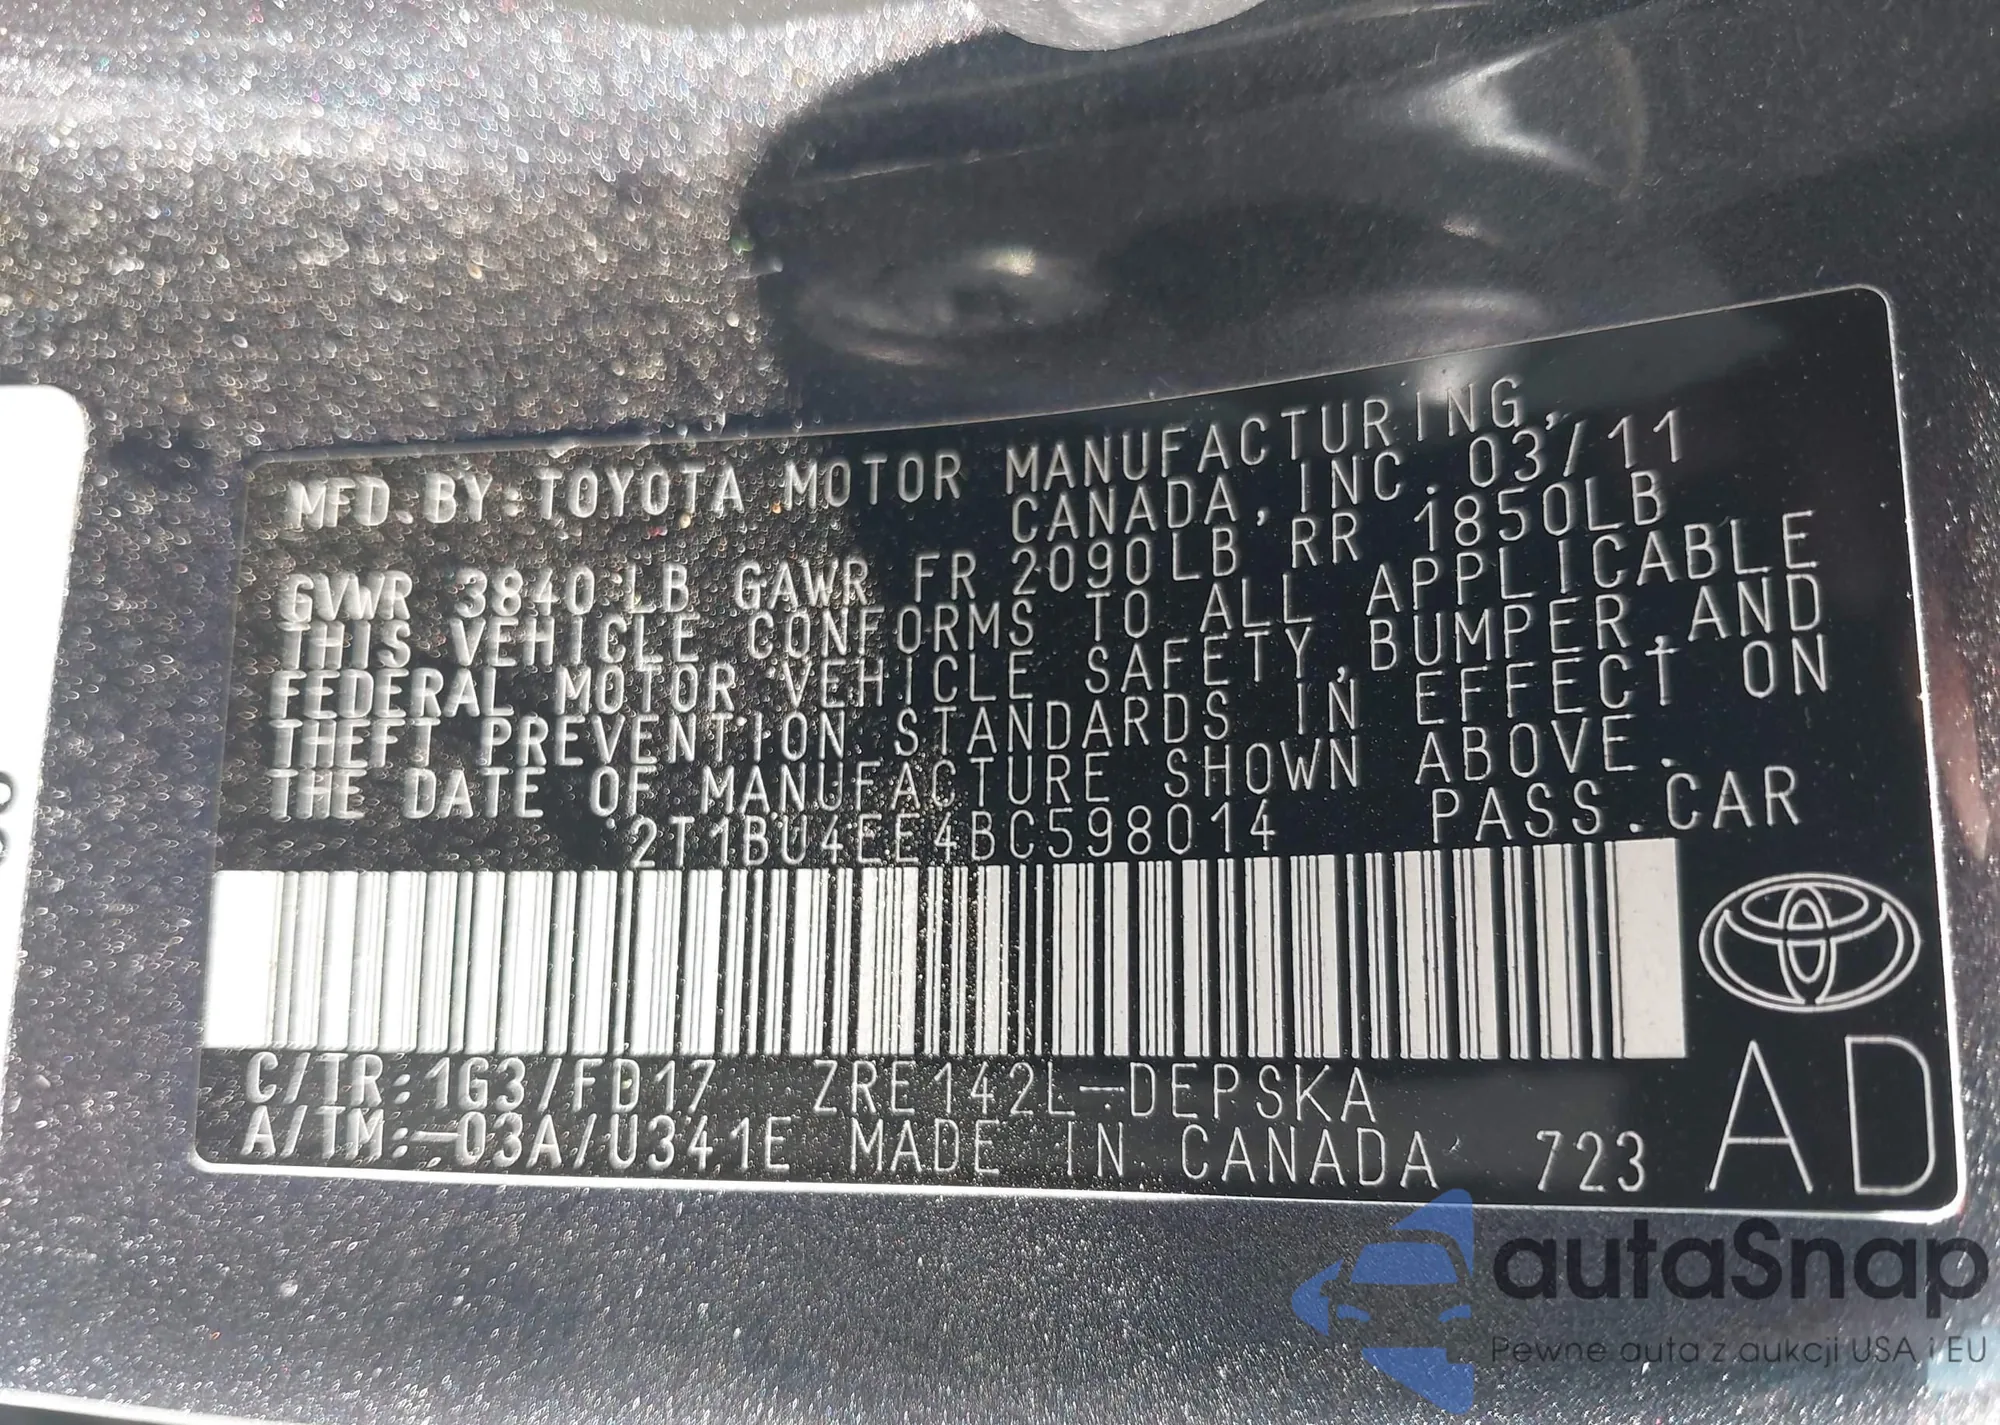 MFD.BY:TOYOTA MOTOR MANUFACTURING,
CANADA,INC. 03/11
GVWR 3840 LB GAWR FR 2090LB RR 1850LB
THIS VEHICLE CONFORMS TO ALL APPLICABLE
FEDERAL MOTOR VEHICLE SAFETY,BUMPER,AND
THEFT PREVENTION STANDARDS IN EFFECT ON
THE DATE OF MANUFACTURE SHOWN ABOVE.
2T1BU4EE4BC598014 PASS.CAR
C/TR:1G3/FD17 ZRE142L-DEPSKA
A/TM:-03A/U341E MADE IN CANADA 723
AD
autaSnap
Pewne auta z aukcji USA i EU